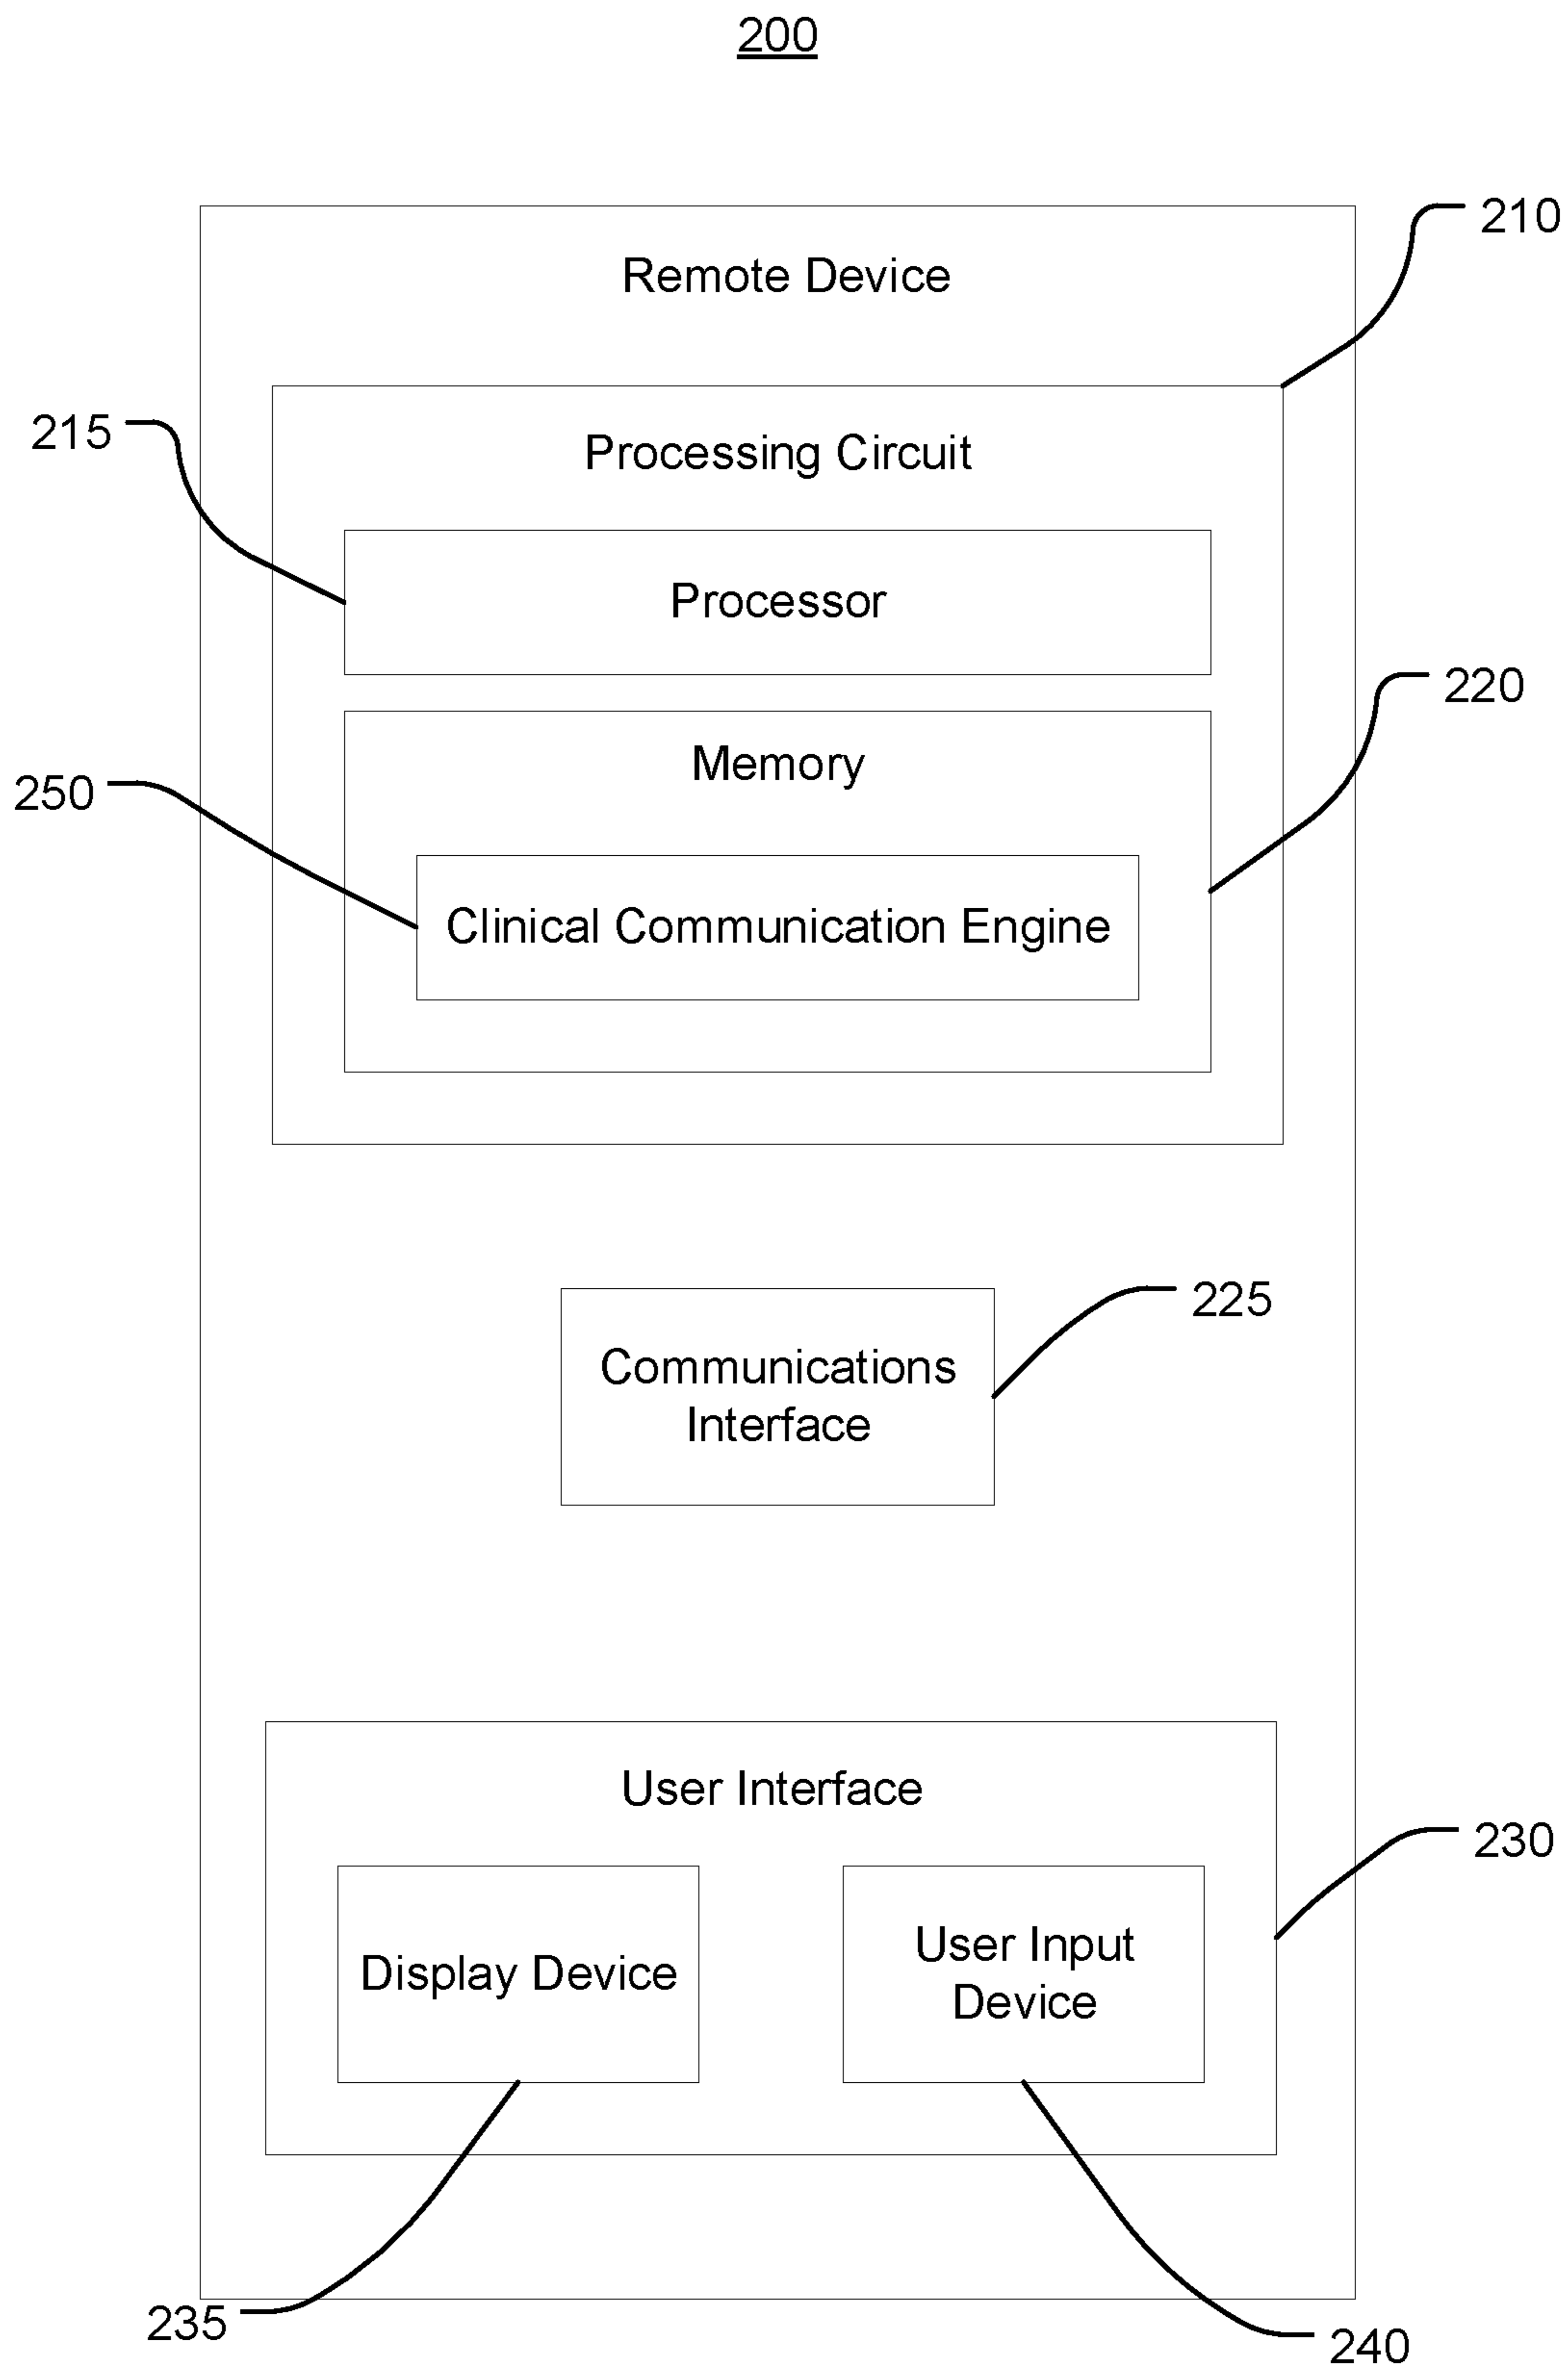 200
210
Remote Device
215
Processing Circuit
Processor
220
Memory
250
Clinical Communication Engine
225
Communications
Interface
User Interface
230
Display Device
User Input
Device
235
240